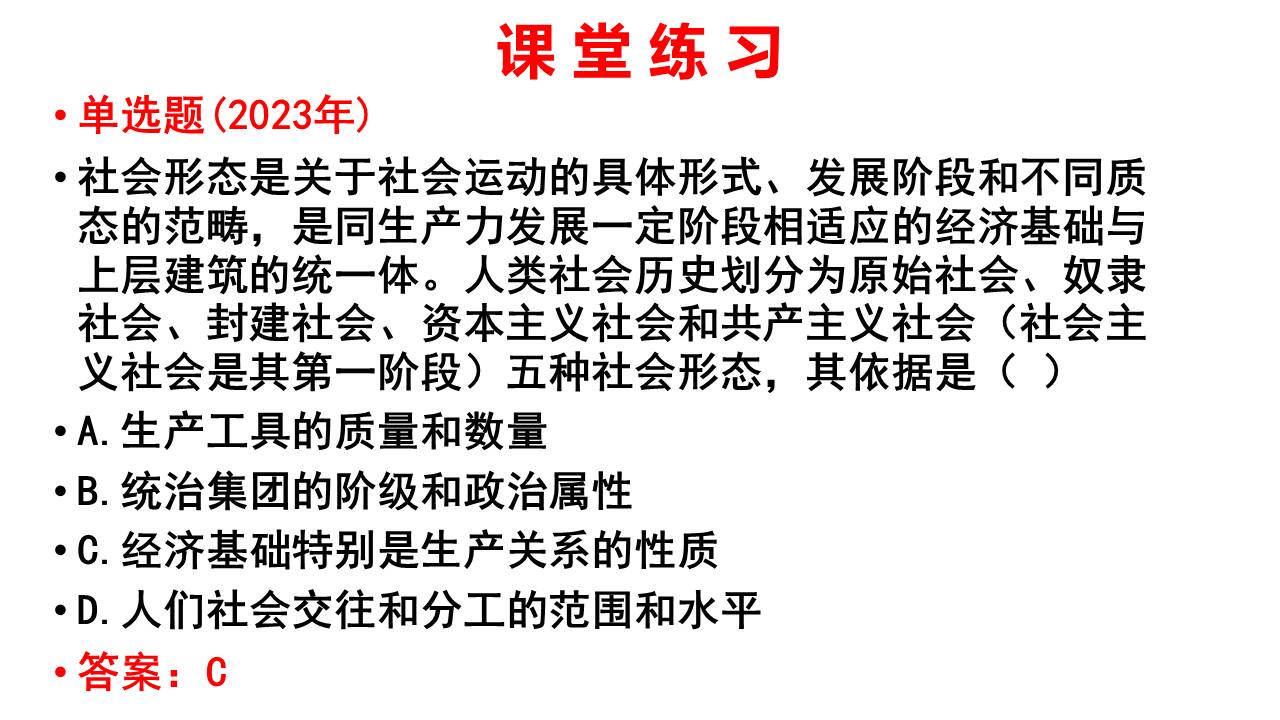 课堂练习
• 单选题(2023年)
• 社会形态是关于社会运动的具体形式、发展阶段和不同质
态的范畴，是同生产力发展一定阶段相适应的经济基础与
上层建筑的统一体。人类社会历史划分为原始社会、奴隶
社会、封建社会、资本主义社会和共产主义社会（社会主
义社会是其第一阶段）五种社会形态，其依据是（ ）
• A.生产工具的质量和数量
• B.统治集团的阶级和政治属性
• C.经济基础特别是生产关系的性质
• D.人们社会交往和分工的范围和水平
• 答案：C